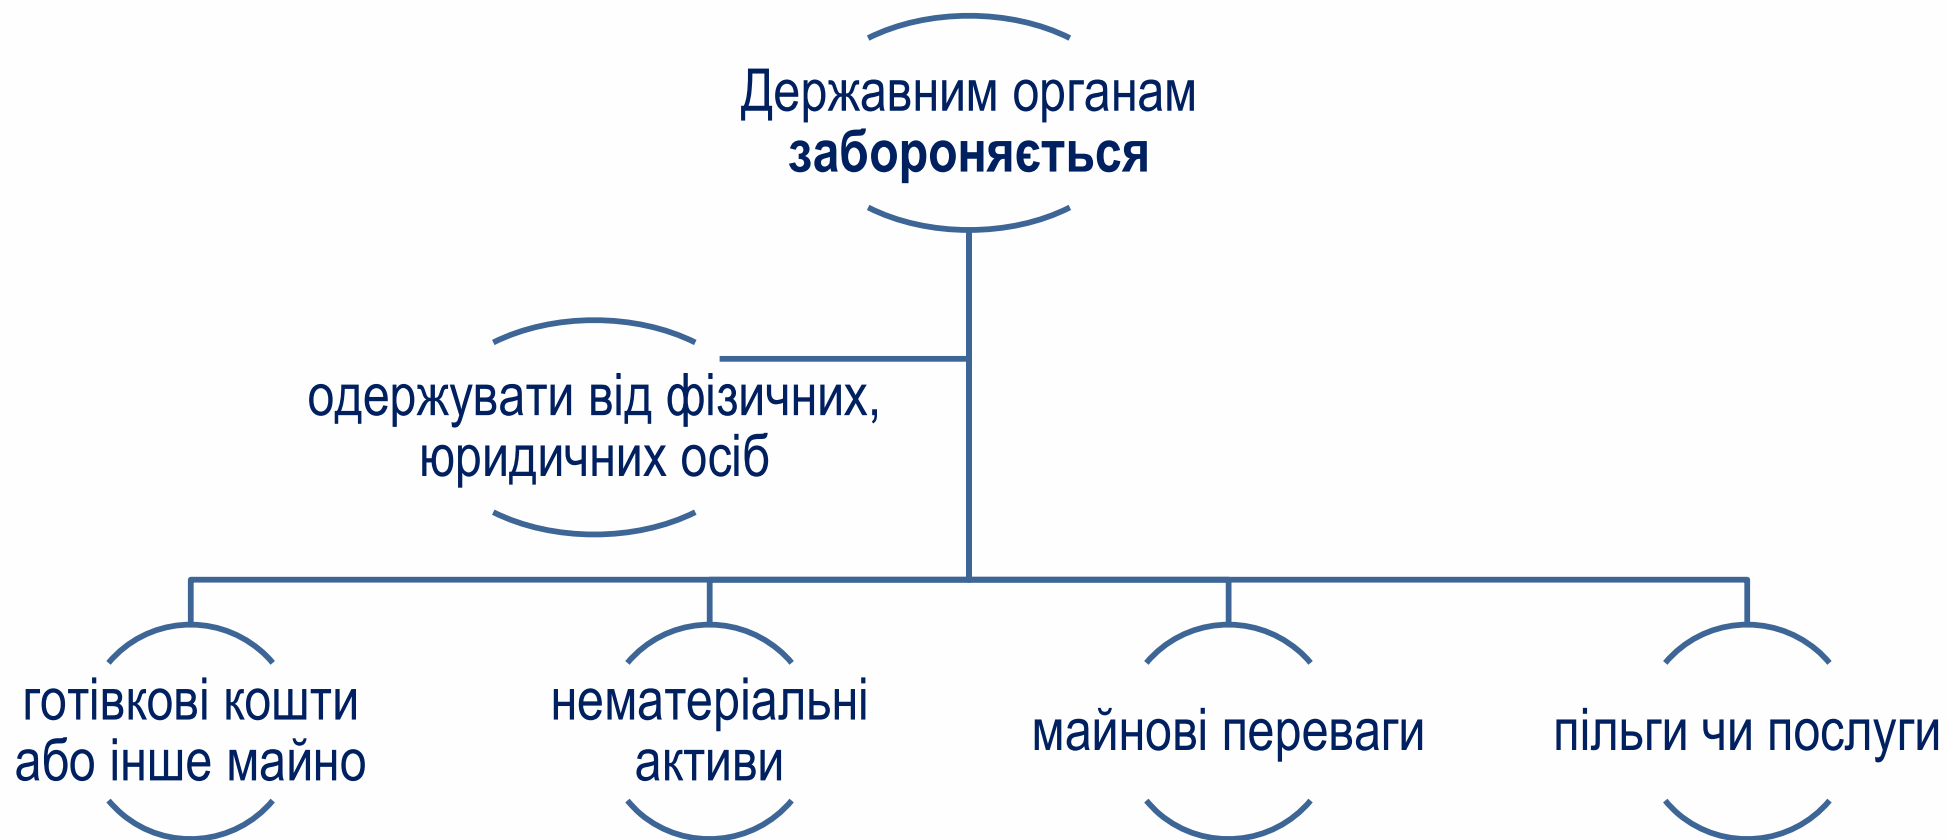 Державним органам
забороняється
одержувати від фізичних,
юридичних осіб
готівкові кошти
або інше майно
нематеріальні
активи
майнові переваги
пільги чи послуги